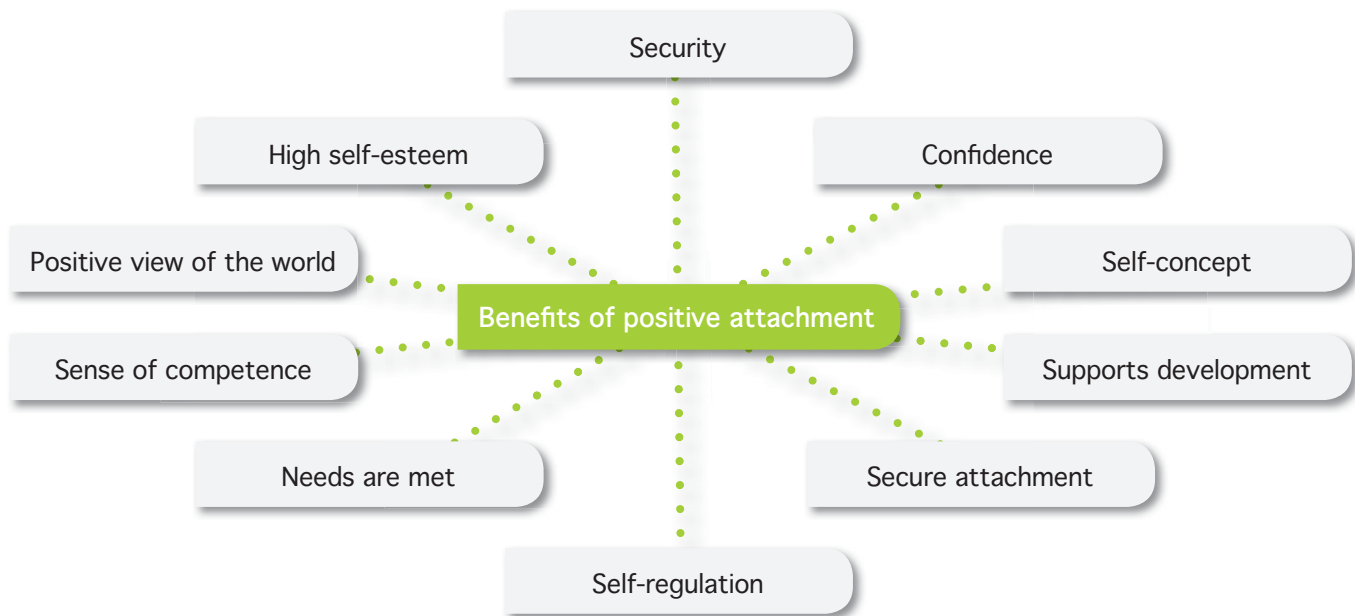 Security
High self-esteem
Confidence
Positive view of the world
Self-concept
Benefits of positive attachment
Sense of competence
Supports development
Needs are met
Secure attachment
Self-regulation